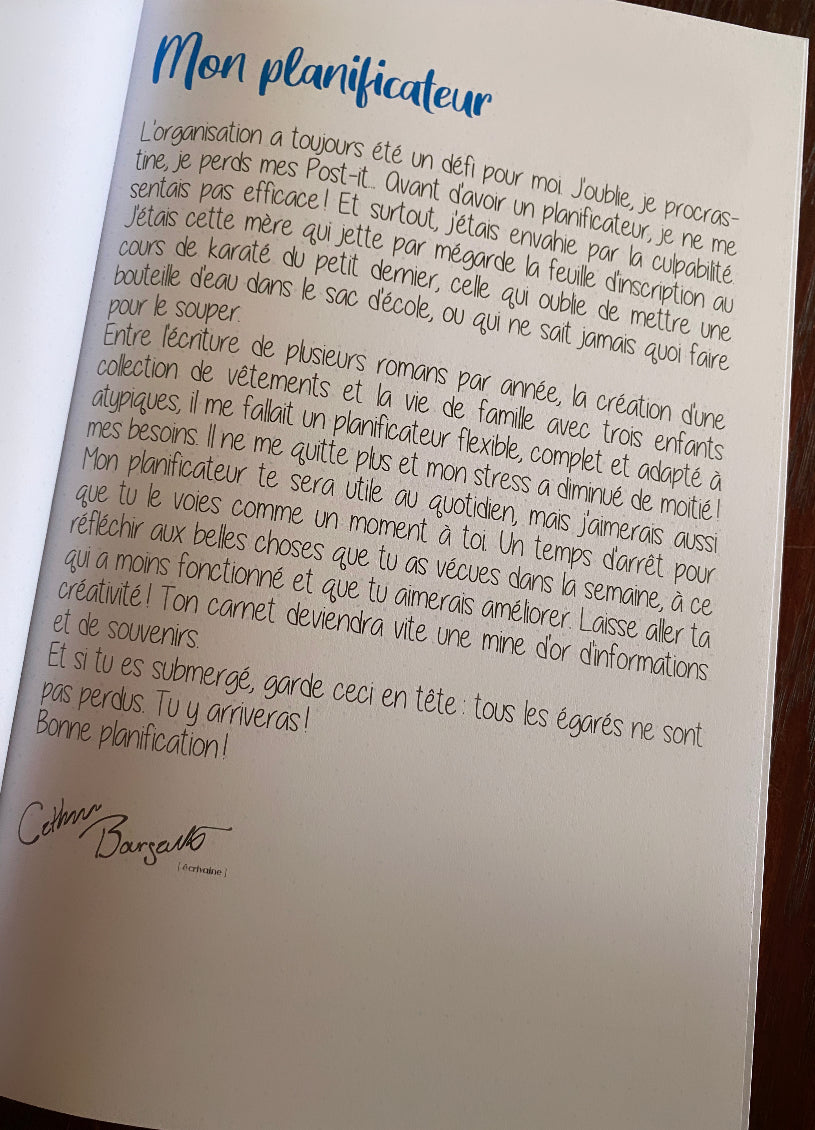 Mon planificateur
L'organisation a toujours été un défi pour moi. J'oublie, je procras-
tine, je perds mes Post-it... Avant d'avoir un planificateur, je ne me
sentais pas efficace! Et surtout, j'étais envahie par la culpabilité.
J'étais cette mère qui jette par mégarde la feuille d'inscription au
cours de karaté du petit dernier, celle qui oublie de mettre une
bouteille d'eau dans le sac d'école, ou qui ne sait jamais quoi faire
pour le souper.
Entre l'écriture de plusieurs romans par année, la création d'une
collection de vêtements et la vie de famille avec trois enfants
atypiques, il me fallait un planificateur flexible, complet et adapté à
mes besoins. Il ne me quitte plus et mon stress a diminué de moitié!
Mon planificateur te sera utile au quotidien, mais j'aimerais aussi
que tu le voies comme un moment à toi. Un temps d'arrêt pour
réfléchir aux belles choses que tu as vécues dans la semaine, à ce
qui a moins fonctionné et que tu aimerais améliorer. Laisse aller ta
créativité! Ton carnet deviendra vite une mine d'or d'informations
et de souvenirs.
Et si tu es submergé, garde ceci en tête : tous les égarés ne sont
pas perdus. Tu y arriveras!
Bonne planification!
{écrivaine}